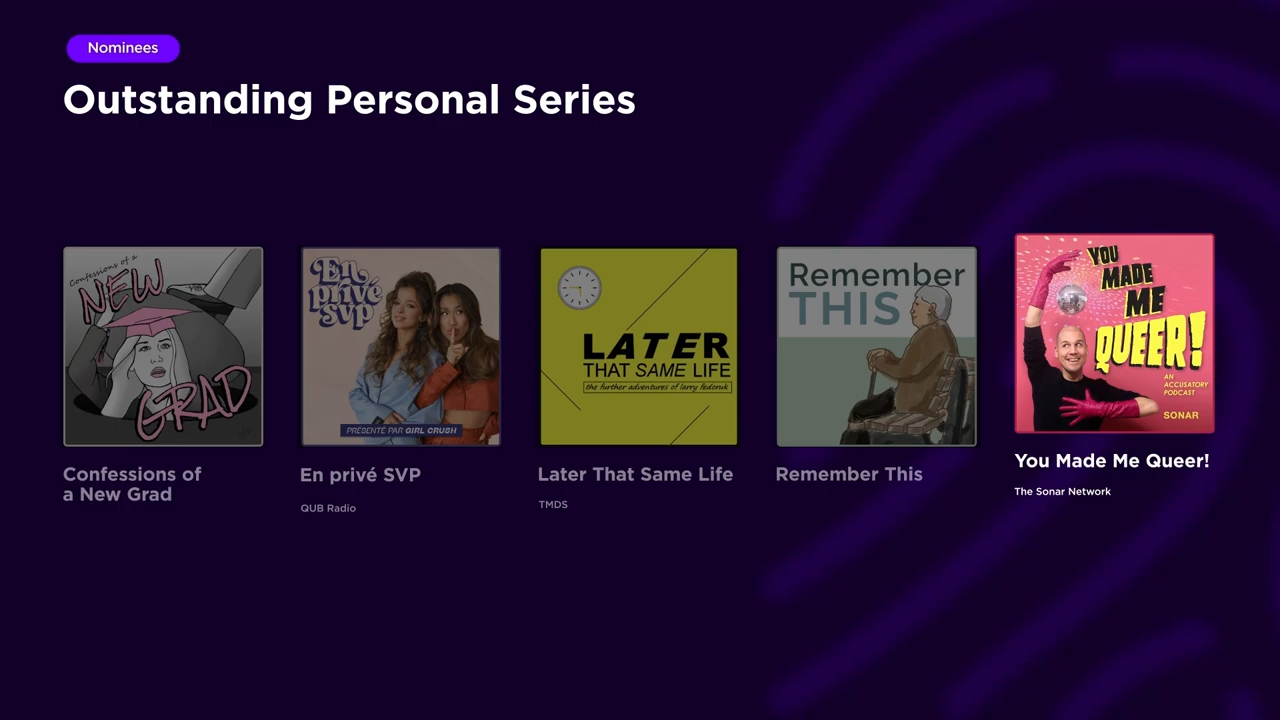 Nominees
Outstanding Personal Series
Confessions of a
NEW
GRAD
Confessions of
a New Grad
En
privé
svp
PRÉSENTÉ PAR GIRL CRUSH
En privé SVP
QUB Radio
LATER
THAT SAME LIFE
the further adventures of larry fedoruk
Later That Same Life
TMDS
Remember
THIS
Remember This
YOU
MADE
ME
QUEER!
AN
ACCUSATORY
PODCAST
SONAR
You Made Me Queer!
The Sonar Network